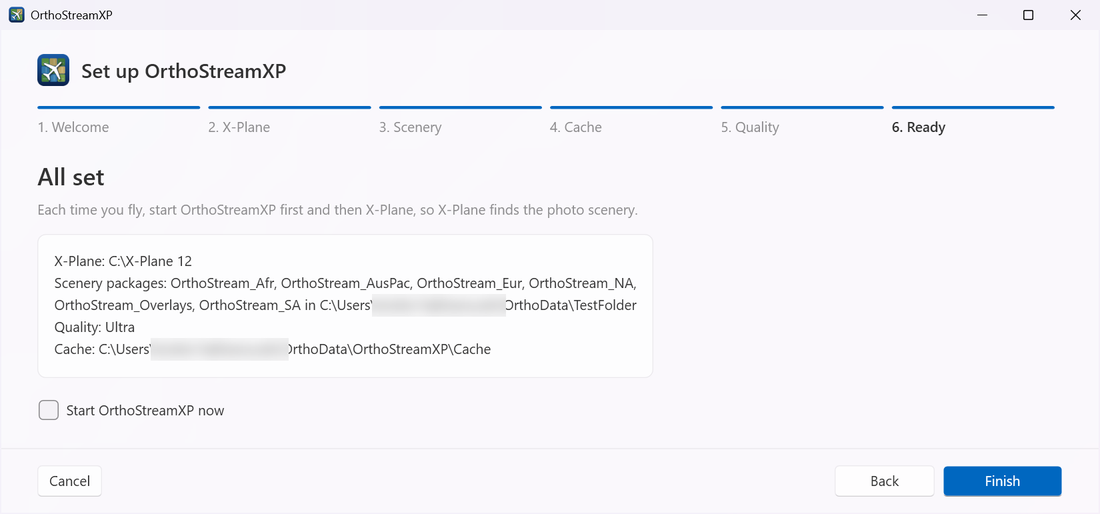 OrthoStreamXP
Set up OrthoStreamXP
1. Welcome
2. X-Plane
3. Scenery
4. Cache
5. Quality
6. Ready
All set
Each time you fly, start OrthoStreamXP first and then X-Plane, so X-Plane finds the photo scenery.
X-Plane: C:\X-Plane 12
Scenery packages: OrthoStream_Afr, OrthoStream_AusPac, OrthoStream_Eur, OrthoStream_NA,
OrthoStream_Overlays, OrthoStream_SA in C:\Users\ OrthoData\TestFolder
Quality: Ultra
Cache: C:\Users\ OrthoData\OrthoStreamXP\Cache
Start OrthoStreamXP now
Cancel
Back
Finish